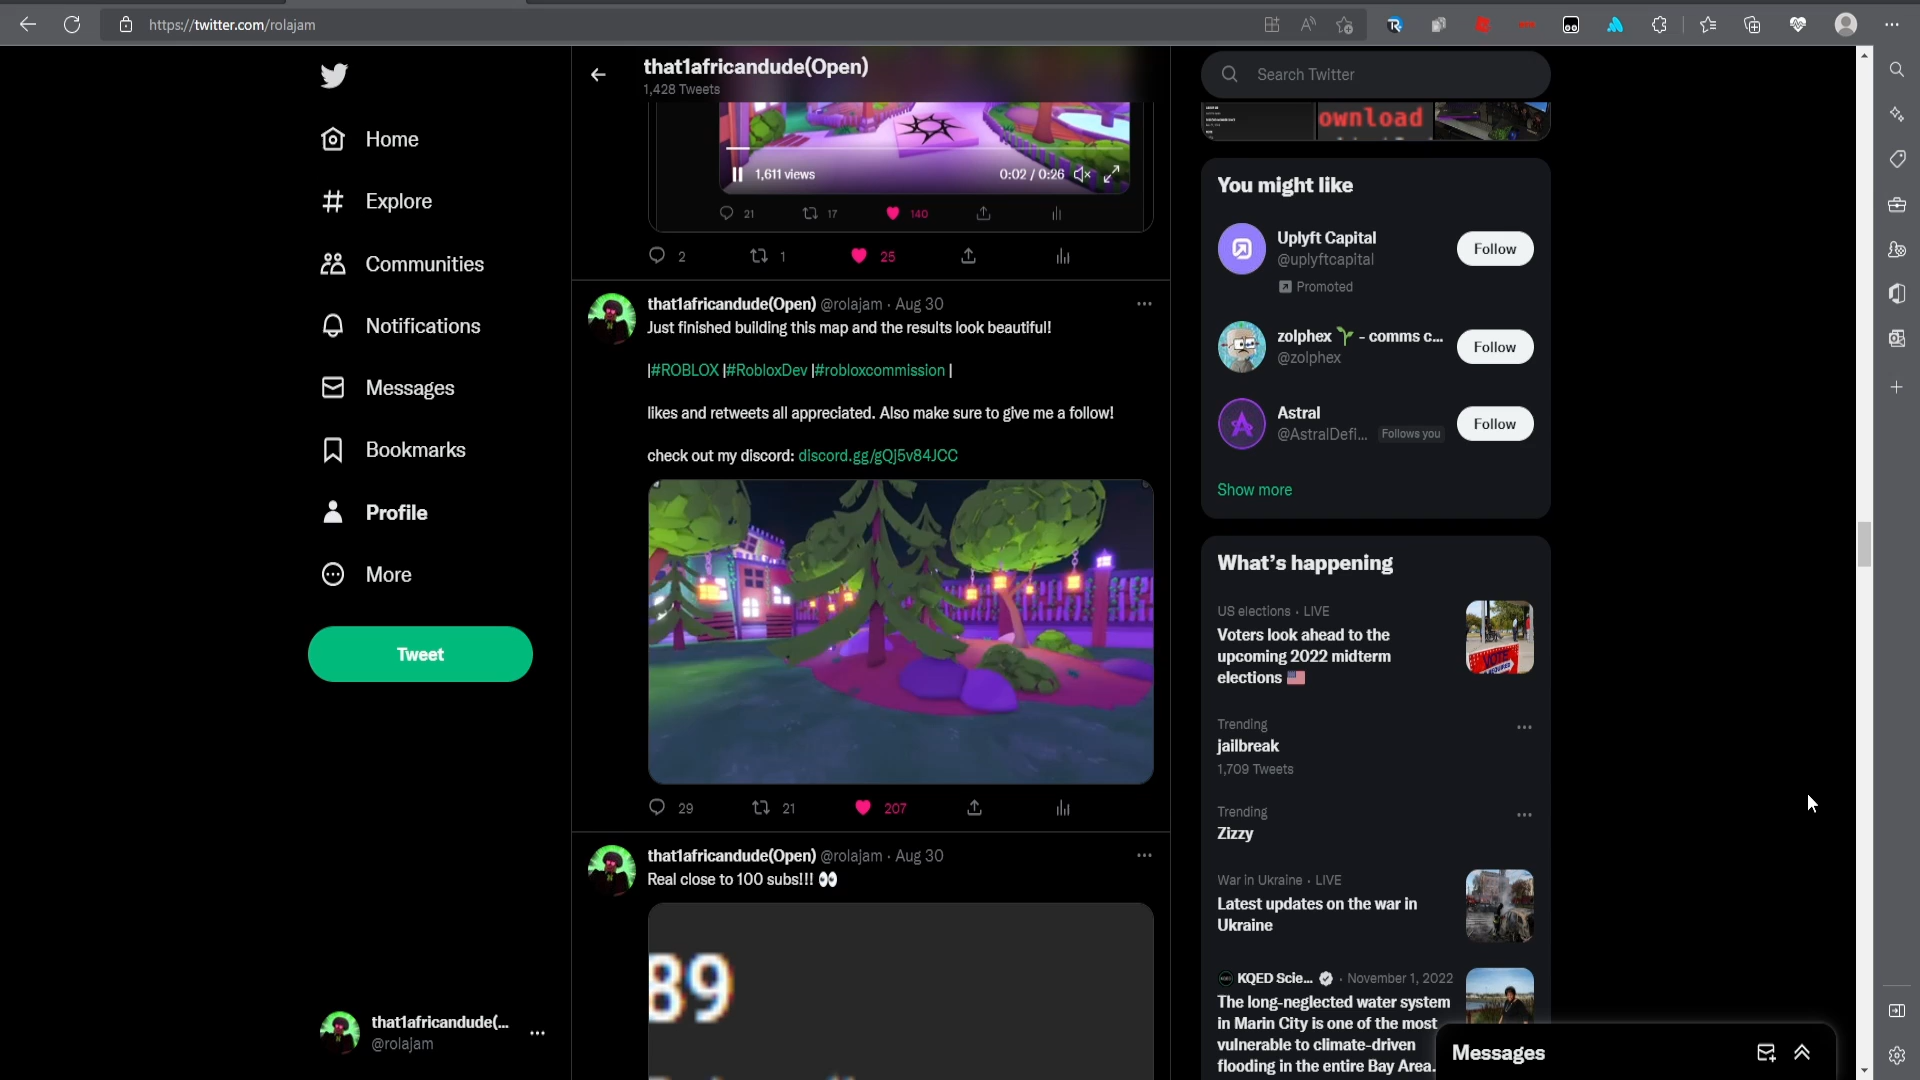 https://twitter.com/rolajam
Home
Explore
Communities
Notifications
Messages
Bookmarks
Profile
More
Tweet
that1africandude(...
@rolajam
that1africandude(Open)
1,428 Tweets
1,611 views
0:02 / 0:26
21
17
140
2
1
25
that1africandude(Open) @rolajam · Aug 30
Just finished building this map and the results look beautiful!
|#ROBLOX |#RobloxDev |#robloxcommission |
likes and retweets all appreciated. Also make sure to give me a follow!
check out my discord: discord.gg/gQj5v84JCC
29
21
207
that1africandude(Open) @rolajam · Aug 30
Real close to 100 subs!!! 👀
89
Search Twitter
ownload
You might like
Uplyft Capital
@uplyftcapital
Promoted
Follow
zolphex 🌱 - comms c...
@zolphex
Follow
Astral
@AstralDefi... Follows you
Follow
Show more
What's happening
US elections · LIVE
Voters look ahead to the
upcoming 2022 midterm
elections 🇺🇸
VOTE
Trending
jailbreak
1,709 Tweets
Trending
Zizzy
War in Ukraine · LIVE
Latest updates on the war in
Ukraine
KQED Scie... · November 1, 2022
The long-neglected water system
in Marin City is one of the most
vulnerable to climate-driven
flooding in the entire Bay Area.
Messages